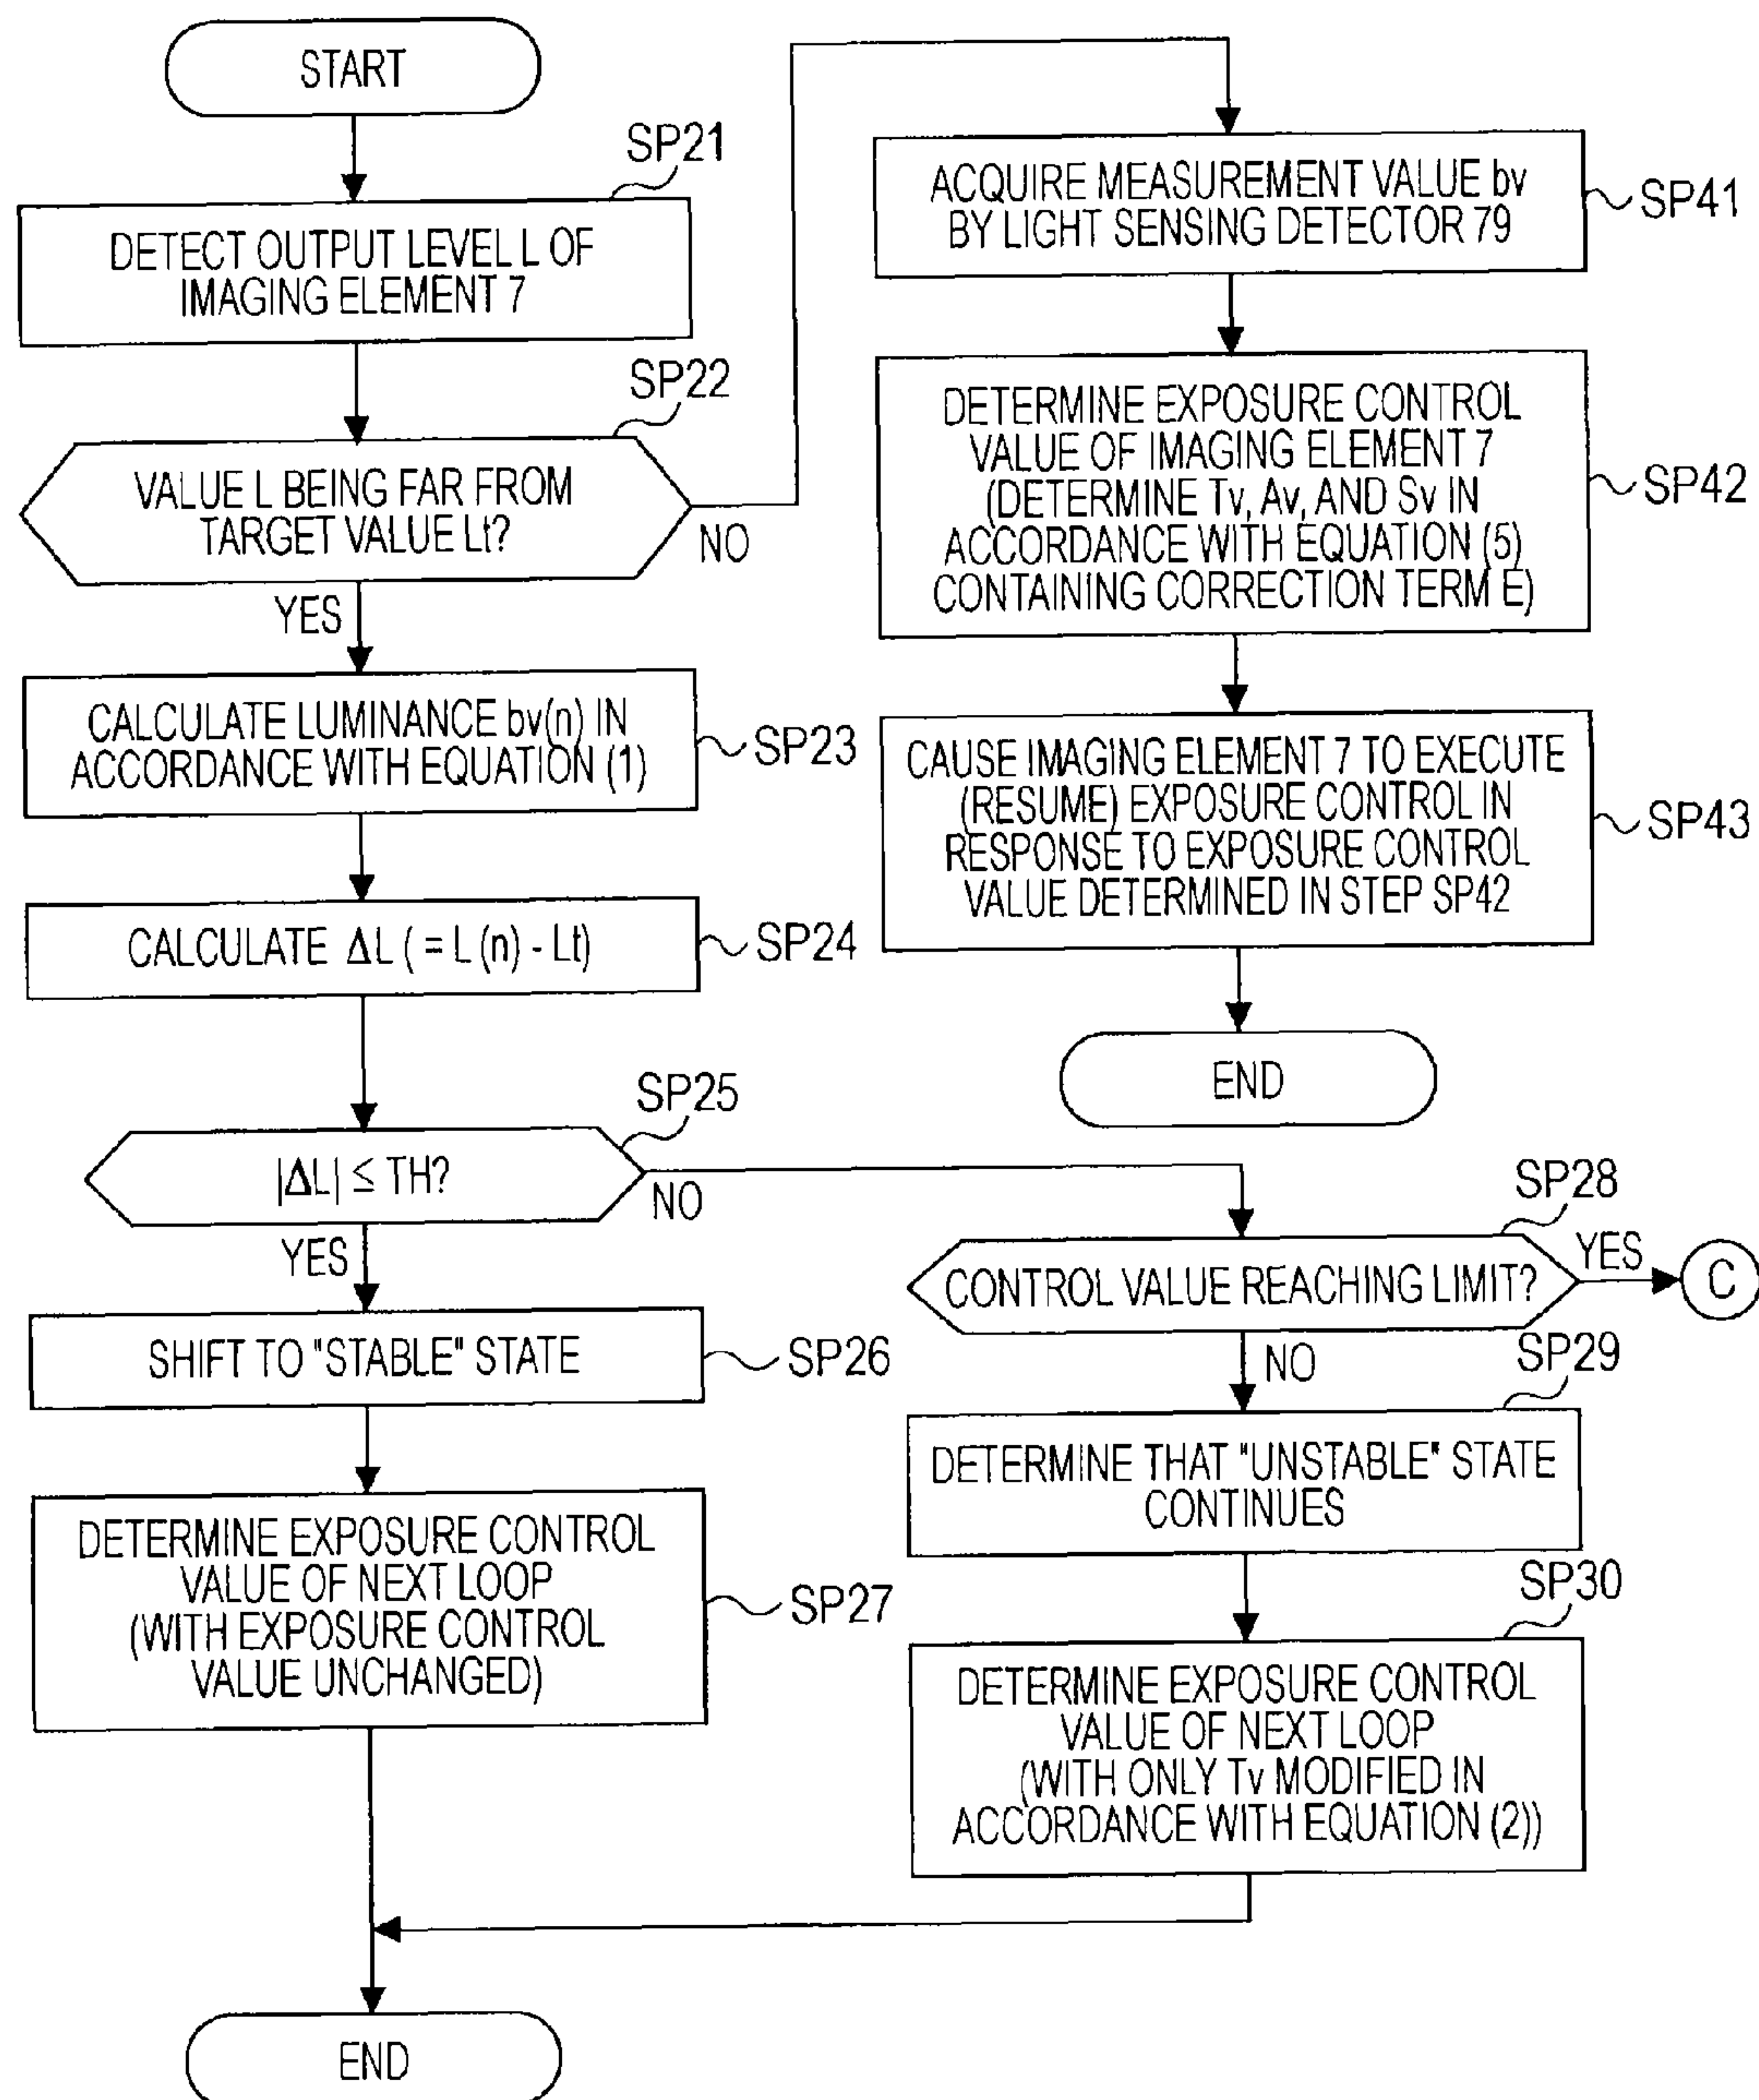 START
SP21
DETECT OUTPUT LEVEL L OF
IMAGING ELEMENT 7
SP22
VALUE L BEING FAR FROM
TARGET VALUE Lt?
NO
YES
CALCULATE LUMINANCE bv(n) IN
ACCORDANCE WITH EQUATION (1)
SP23
CALCULATE ΔL ( = L (n) - Lt)
SP24
SP25
|ΔL| ≤ TH?
NO
YES
SHIFT TO "STABLE" STATE
SP26
DETERMINE EXPOSURE CONTROL
VALUE OF NEXT LOOP
(WITH EXPOSURE CONTROL
VALUE UNCHANGED)
SP27
END
ACQUIRE MEASUREMENT VALUE bv
BY LIGHT SENSING DETECTOR 79
SP41
DETERMINE EXPOSURE CONTROL
VALUE OF IMAGING ELEMENT 7
(DETERMINE Tv, Av, AND Sv IN
ACCORDANCE WITH EQUATION (5)
CONTAINING CORRECTION TERM E)
SP42
CAUSE IMAGING ELEMENT 7 TO EXECUTE
(RESUME) EXPOSURE CONTROL IN
RESPONSE TO EXPOSURE CONTROL
VALUE DETERMINED IN STEP SP42
SP43
END
SP28
CONTROL VALUE REACHING LIMIT?
YES
C
NO
SP29
DETERMINE THAT "UNSTABLE" STATE
CONTINUES
SP30
DETERMINE EXPOSURE CONTROL
VALUE OF NEXT LOOP
(WITH ONLY Tv MODIFIED IN
ACCORDANCE WITH EQUATION (2))